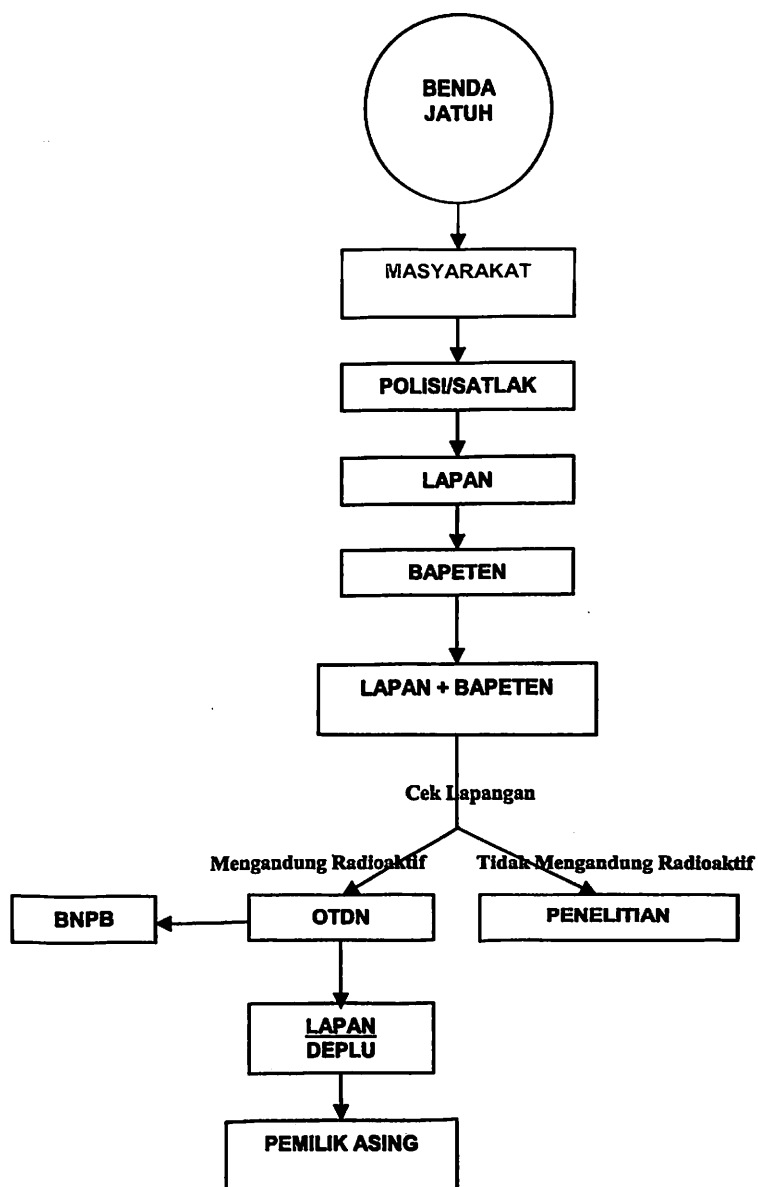 BENDA
JATUH
MASYARAKAT
POLISI/SATLAK
LAPAN
BAPETEN
LAPAN + BAPETEN
Cek Lapangan
Mengandung Radioaktif
Tidak Mengandung Radioaktif
BNPB
OTDN
PENELITIAN
LAPAN
DEPLU
PEMILIK ASING